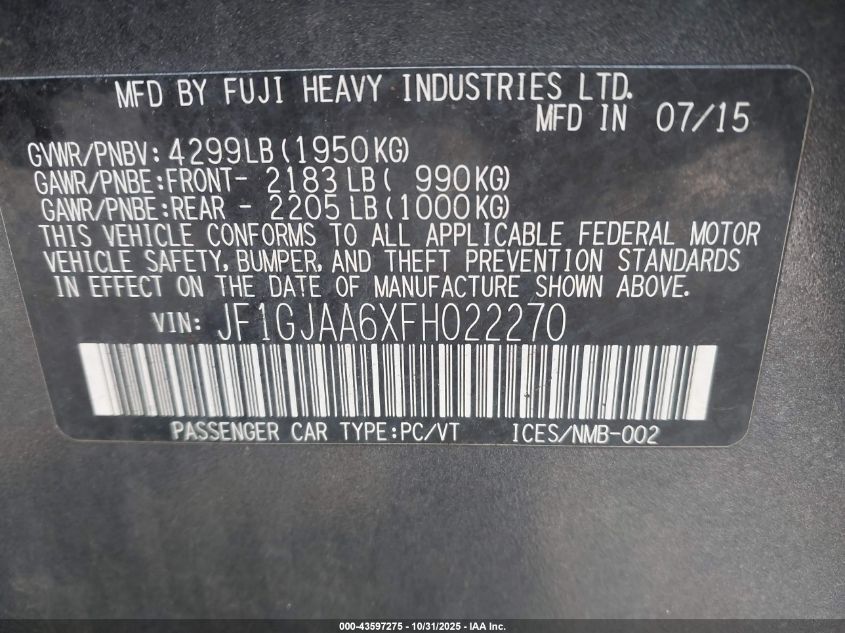 MFD BY FUJI HEAVY INDUSTRIES LTD.
MFD IN 07/15
GVWR/PNBV: 4299LB(1950KG)
GAWR/PNBE:FRONT- 2183LB( 990KG)
GAWR/PNBE:REAR - 2205LB(1000KG)
THIS VEHICLE CONFORMS TO ALL APPLICABLE FEDERAL MOTOR
VEHICLE SAFETY, BUMPER, AND THEFT PREVENTION STANDARDS
IN EFFECT ON THE DATE OF MANUFACTURE SHOWN ABOVE.
VIN: JF1GJAA6XFH022270
PASSENGER CAR TYPE:PC/VT ICES/NMB-002
000-43597275 - 10/31/2025 - IAA Inc.